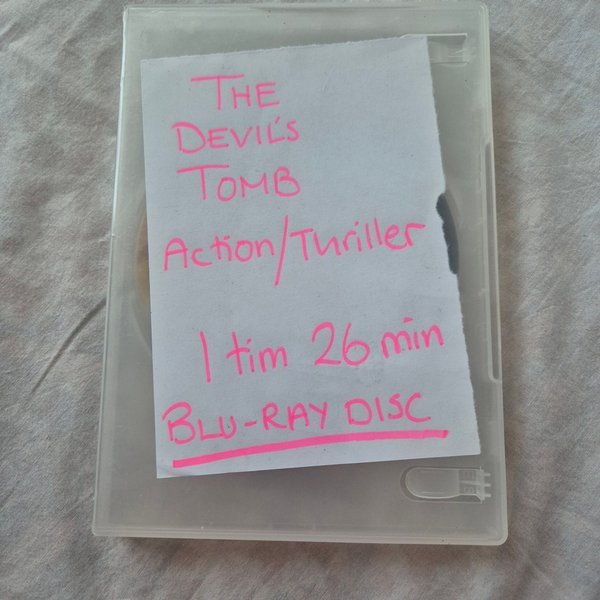 THE
DEVIL'S
TOMB
Action/Thriller
1 tim 26 min
BLU-RAY DISC